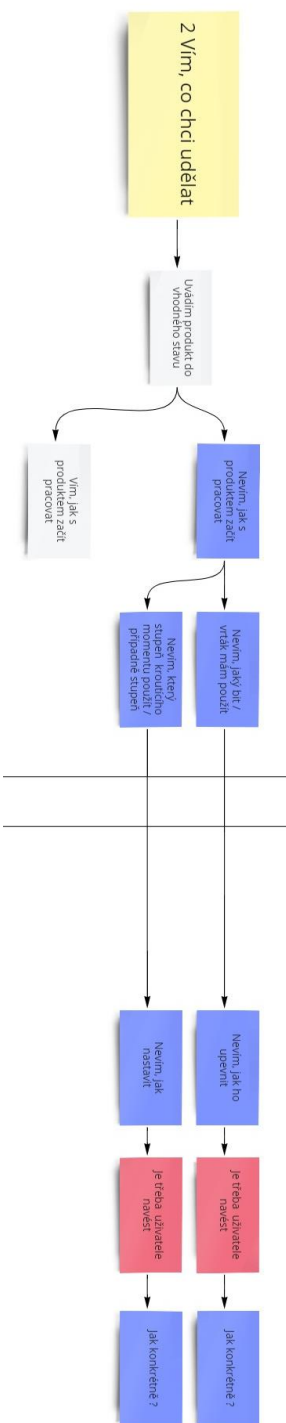 2 Vím, co chci udělat
Uvádím produkt do
vhodného stavu
Nevím, jak s
produktem začít
pracovat
Vím, jak s
produktem začít
pracovat
Nevím, jaký bit /
vrták mám použít
Nevím, který
stupeň krouticího
momentu použít /
případně stupeň
Nevím, jak ho
upevnit
Nevím, jak
nastavit
Je třeba uživatele
navést
Je třeba uživatele
navést
Jak konkrétně ?
Jak konkrétně ?